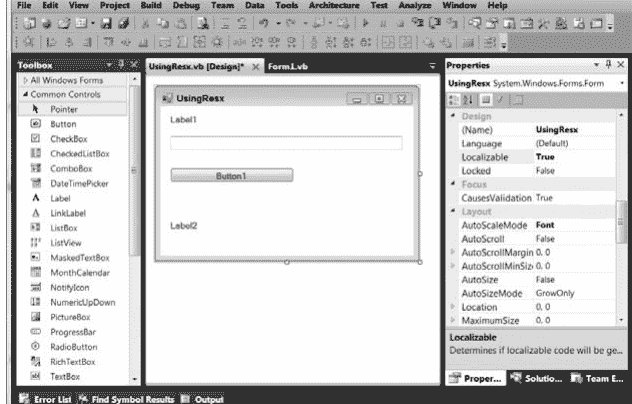 File Edit View Project Build Debug Team Data Tools Architecture Test Analyze Window Help
Toolbox
UsingResx.vb [Design]*
Form1.vb
Properties
All Windows Forms
Common Controls
Pointer
Button
CheckBox
CheckedListBox
ComboBox
DateTimePicker
Label
LinkLabel
ListBox
ListView
MaskedTextBox
MonthCalendar
NotifyIcon
NumericUpDown
PictureBox
ProgressBar
RadioButton
RichTextBox
TextBox
UsingResx
Label1
Button1
Label2
UsingResx System.Windows.Forms.Form
Design
(Name) UsingResx
Language (Default)
Localizable True
Locked False
Focus
CausesValidation True
Layout
AutoScaleMode Font
AutoScroll False
AutoScrollMargin 0, 0
AutoScrollMinSiz 0, 0
AutoSize False
AutoSizeMode GrowOnly
Location 0, 0
MaximumSize 0, 0
Localizable
Determines if localizable code will be ge...
Proper... Solutio... Team E...
Error List Find Symbol Results Output